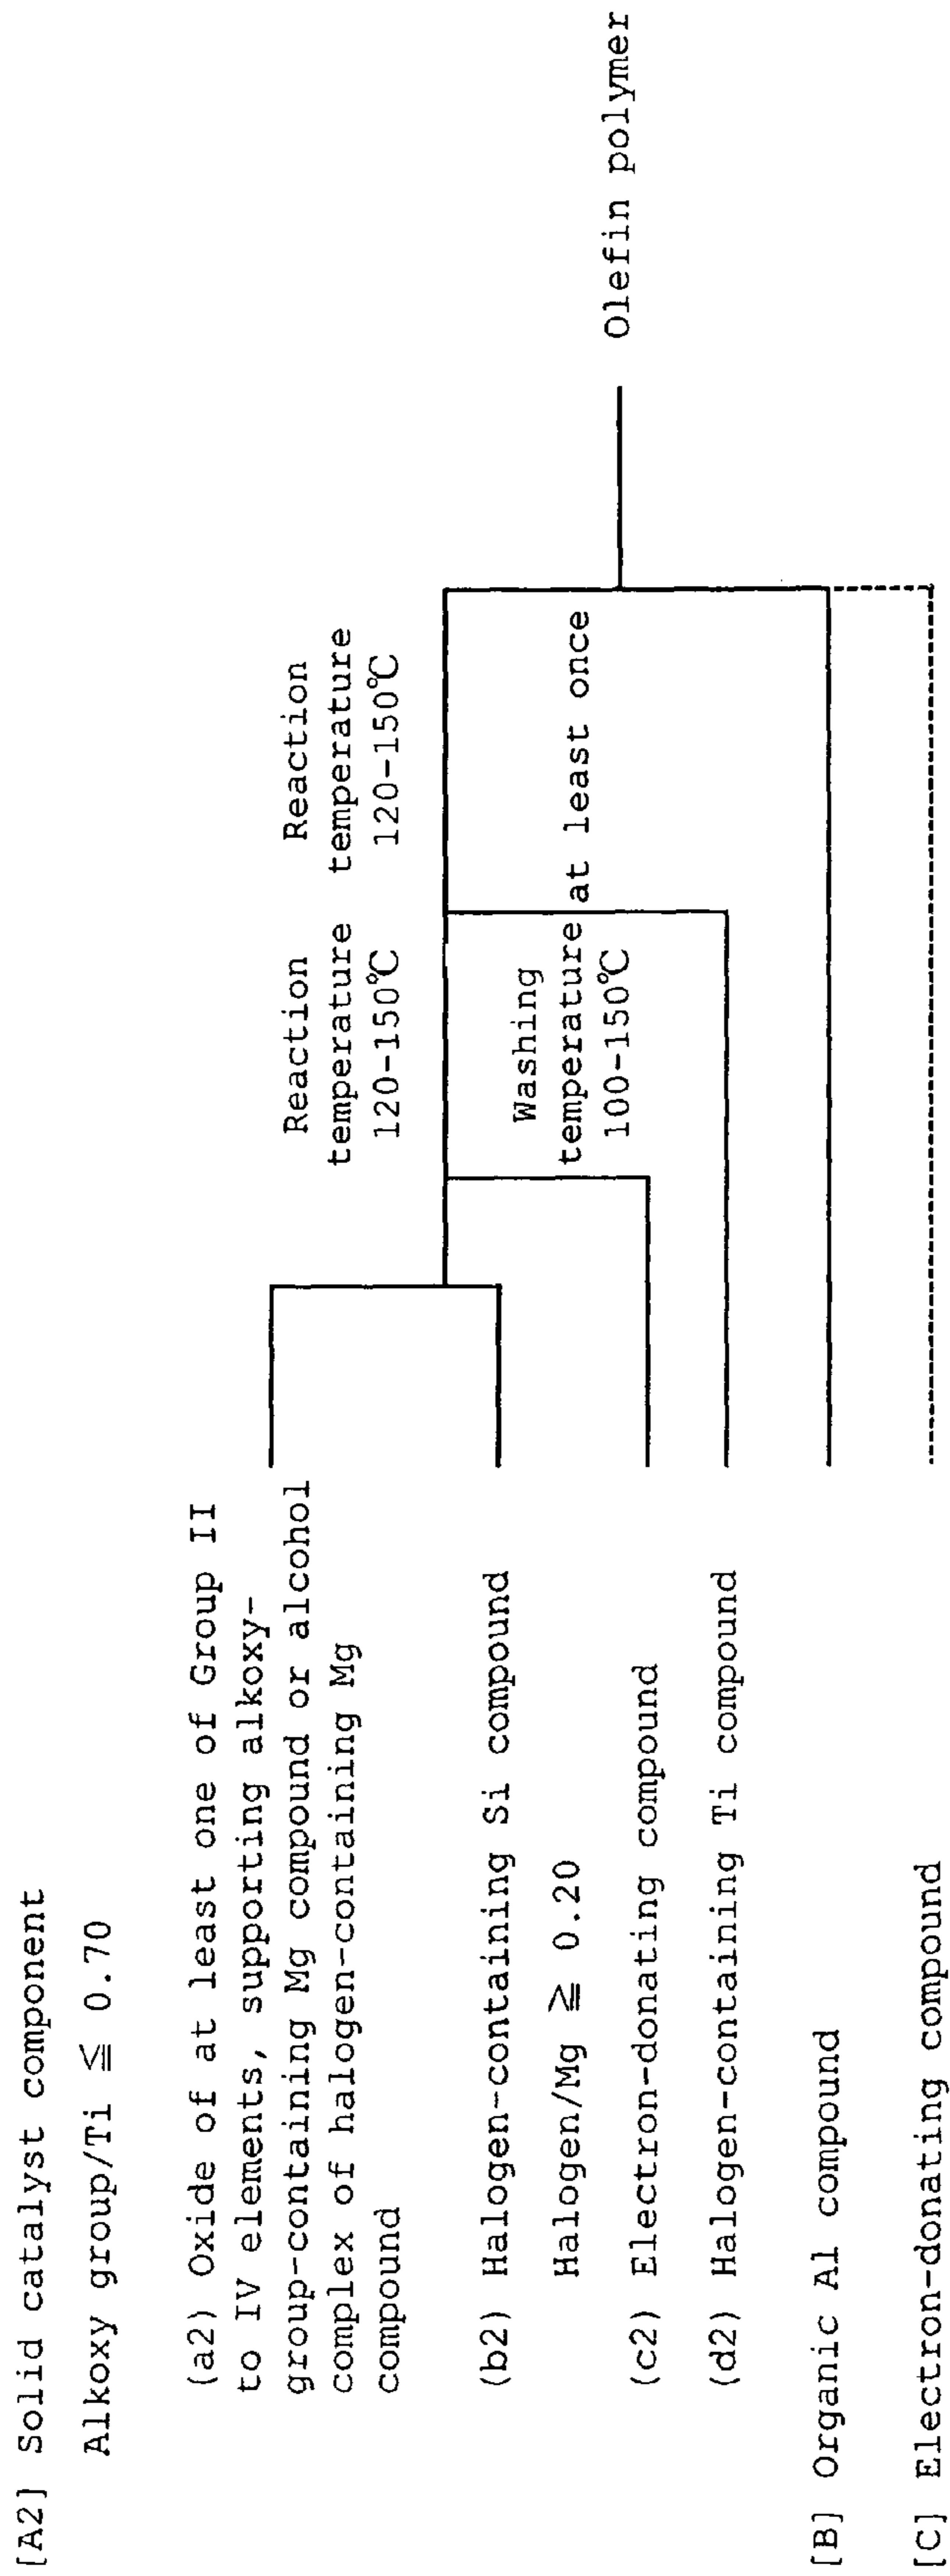 [A2] Solid catalyst component
Alkoxy group/Ti ≦ 0.70
(a2) Oxide of at least one of Group II
to IV elements, supporting alkoxy-
group-containing Mg compound or alcohol
complex of halogen-containing Mg
compound
(b2) Halogen-containing Si compound
Halogen/Mg ≧ 0.20
(c2) Electron-donating compound
(d2) Halogen-containing Ti compound
[B] Organic Al compound
[C] Electron-donating compound
Reaction
temperature
120-150℃
Reaction
temperature
120-150℃
Washing
temperature at least once
100-150℃
Olefin polymer